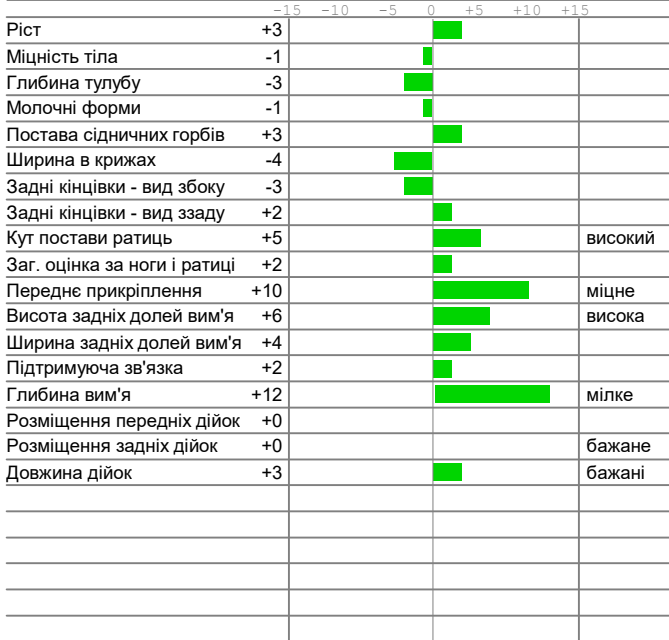 -15 -10 -5 0 +5 +10 +15
Ріст +3
Міцність тіла -1
Глибина тулубу -3
Молочні форми -1
Постава сідничних горбів +3
Ширина в крижах -4
Задні кінцівки - вид збоку -3
Задні кінцівки - вид ззаду +2
Кут постави ратиць +5 високий
Заг. оцінка за ноги і ратиці +2
Переднє прикріплення +10 міцне
Висота задніх долей вим'я +6 висока
Ширина задніх долей вим'я +4
Підтримуюча зв'язка +2
Глибина вим'я +12 мілке
Розміщення передніх дійок +0
Розміщення задніх дійок +0 бажане
Довжина дійок +3 бажані